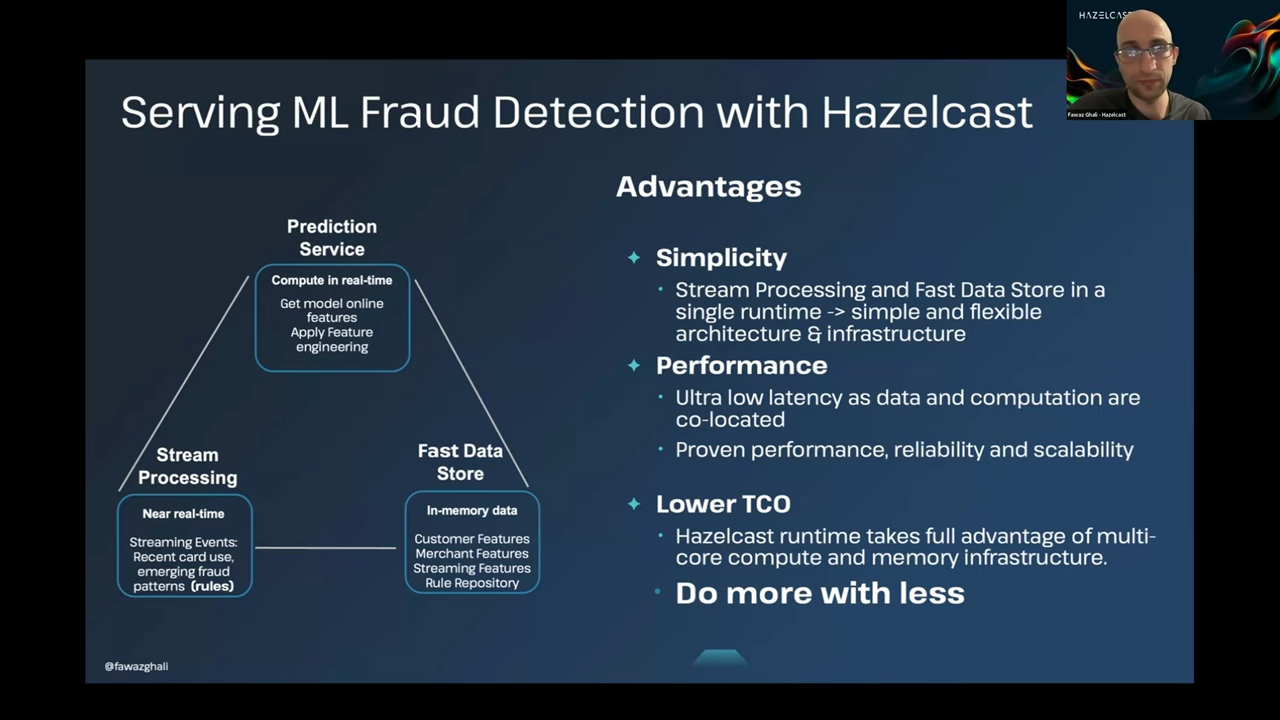 HAZELCAST
Fawaz Ghali - Hazelcast
Serving ML Fraud Detection with Hazelcast
Prediction
Service
Compute in real-time
Get model online
features
Apply Feature
engineering
Stream
Processing
Near real-time
Streaming Events:
Recent card use,
emerging fraud
patterns (rules)
Fast Data
Store
In-memory data
Customer Features
Merchant Features
Streaming Features
Rule Repository
Advantages
Simplicity
Stream Processing and Fast Data Store in a
single runtime -> simple and flexible
architecture & infrastructure
Performance
Ultra low latency as data and computation are
co-located
Proven performance, reliability and scalability
Lower TCO
Hazelcast runtime takes full advantage of multi-
core compute and memory infrastructure.
Do more with less
@fawazghali